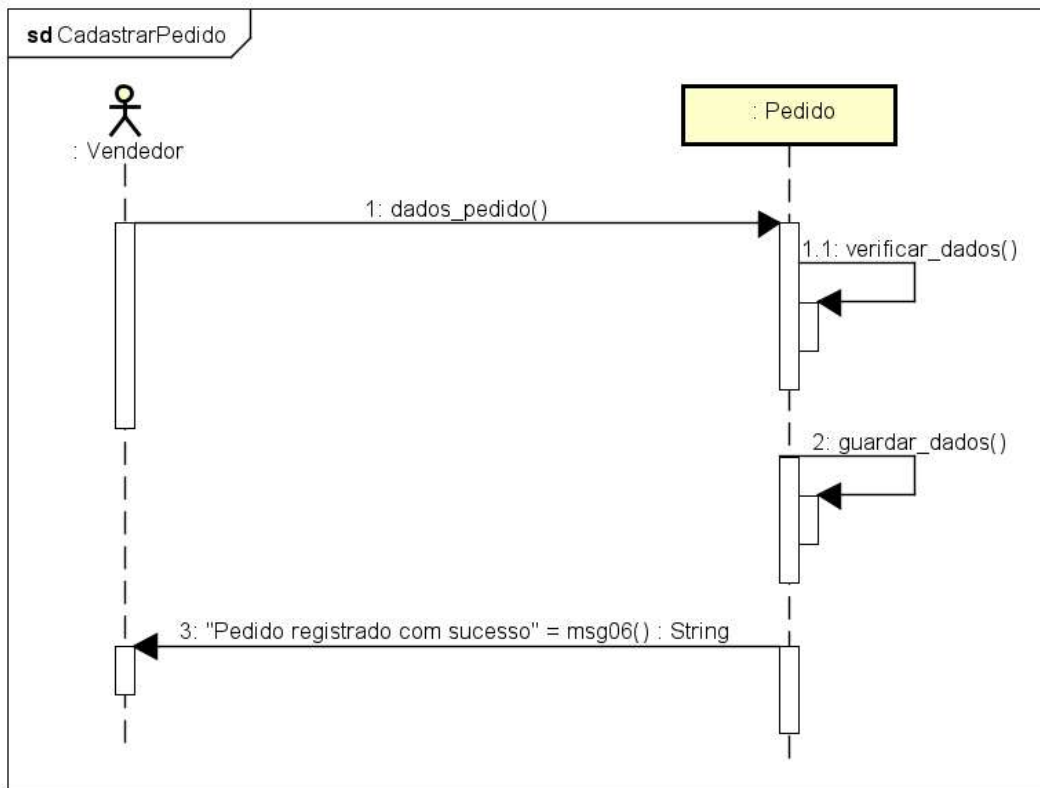 sd CadastrarPedido
: Vendedor
: Pedido
1: dados_pedido()
1.1: verificar_dados()
2: guardar_dados()
3: "Pedido registrado com sucesso" = msg06() : String